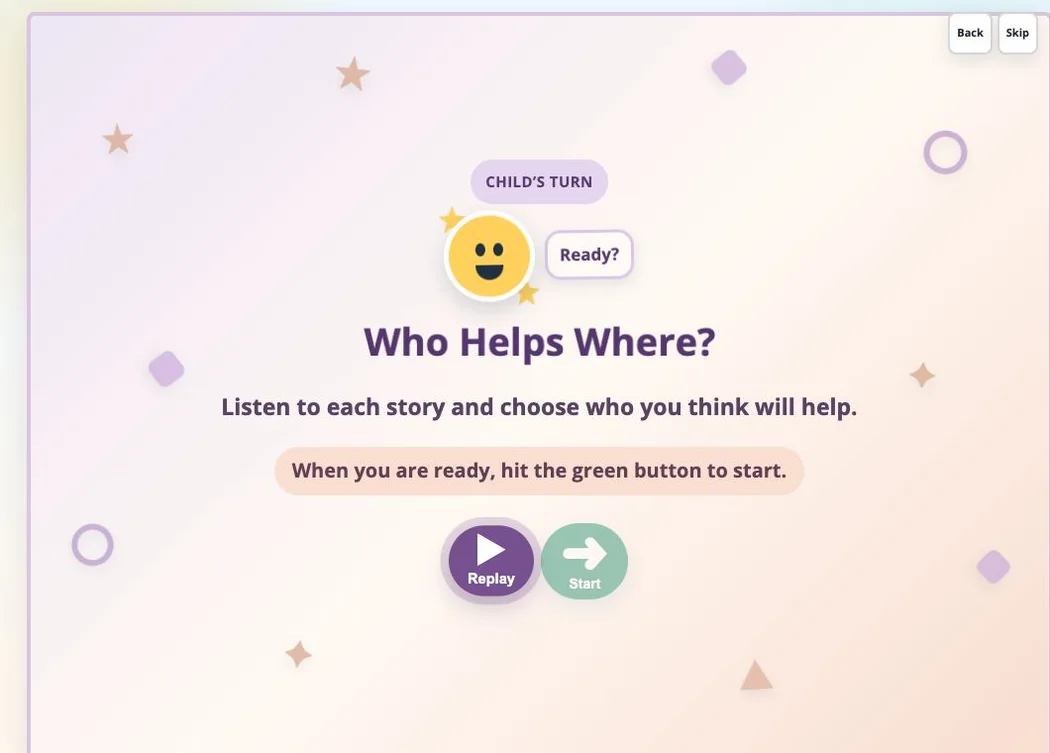 Back Skip
CHILD’S TURN
Ready?
Who Helps Where?
Listen to each story and choose who you think will help.
When you are ready, hit the green button to start.
Replay Start